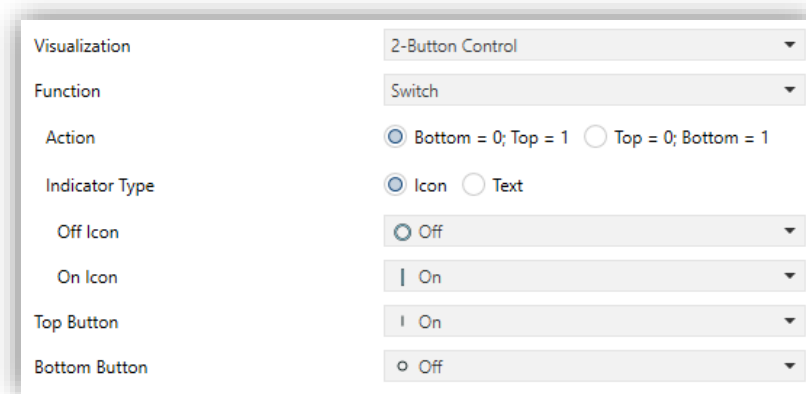 Visualization 2-Button Control
Function Switch
Action Bottom = 0; Top = 1 Top = 0; Bottom = 1
Indicator Type Icon Text
Off Icon Off
On Icon On
Top Button On
Bottom Button Off